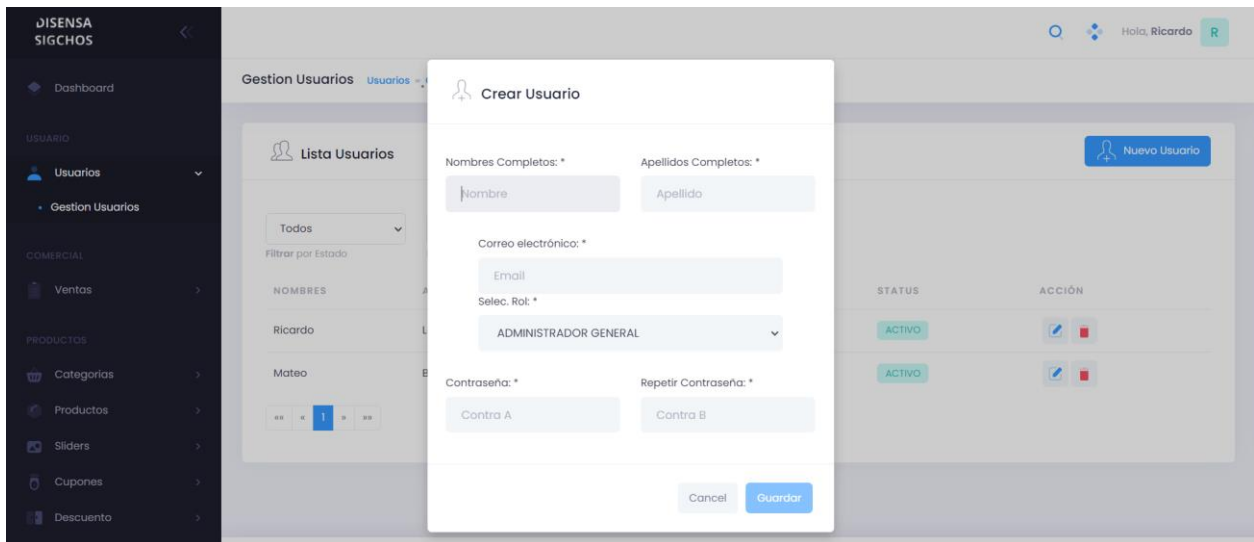 DISENSA
SIGCHOS
Hola, Ricardo R
Dashboard
Gestion Usuarios Usuarios -
Crear Usuario
USUARIO
Lista Usuarios
Nuevo Usuario
Usuarios
Nombres Completos: * Apellidos Completos: *
Nombre Apellido
Gestion Usuarios
Todos
Correo electrónico: *
Filtrar por Estado
COMERCIAL
Email
Ventas
NOMBRES
Selec. Rol: *
STATUS ACCIÓN
Ricardo
ADMINISTRADOR GENERAL
ACTIVO
PRODUCTOS
Categorias
Mateo
ACTIVO
Contraseña: * Repetir Contraseña: *
Productos
«« « 1 » »»
Contra A Contra B
Sliders
Cupones
Cancel Guardar
Descuento